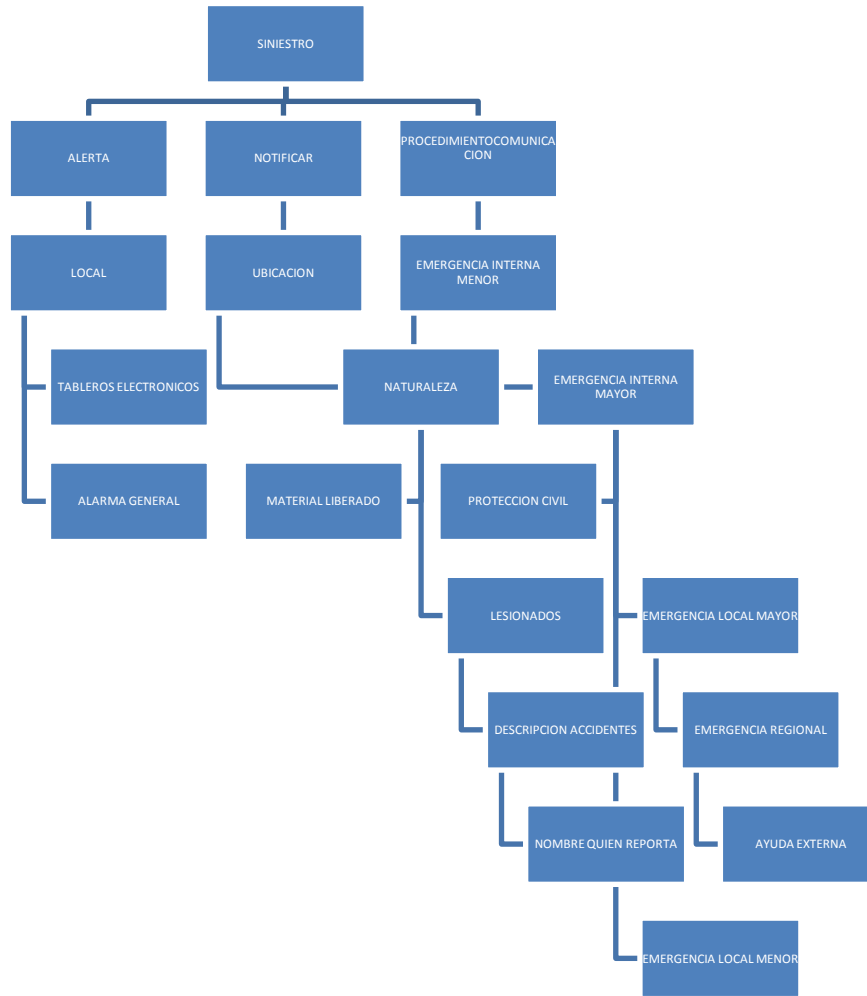 SINIESTRO
ALERTA
NOTIFICAR
PROCEDIMIENTOCOMUNICA
CION
LOCAL
UBICACION
EMERGENCIA INTERNA
MENOR
TABLEROS ELECTRONICOS
NATURALEZA
EMERGENCIA INTERNA
MAYOR
ALARMA GENERAL
MATERIAL LIBERADO
PROTECCION CIVIL
LESIONADOS
EMERGENCIA LOCAL MAYOR
DESCRIPCION ACCIDENTES
EMERGENCIA REGIONAL
NOMBRE QUIEN REPORTA
AYUDA EXTERNA
EMERGENCIA LOCAL MENOR